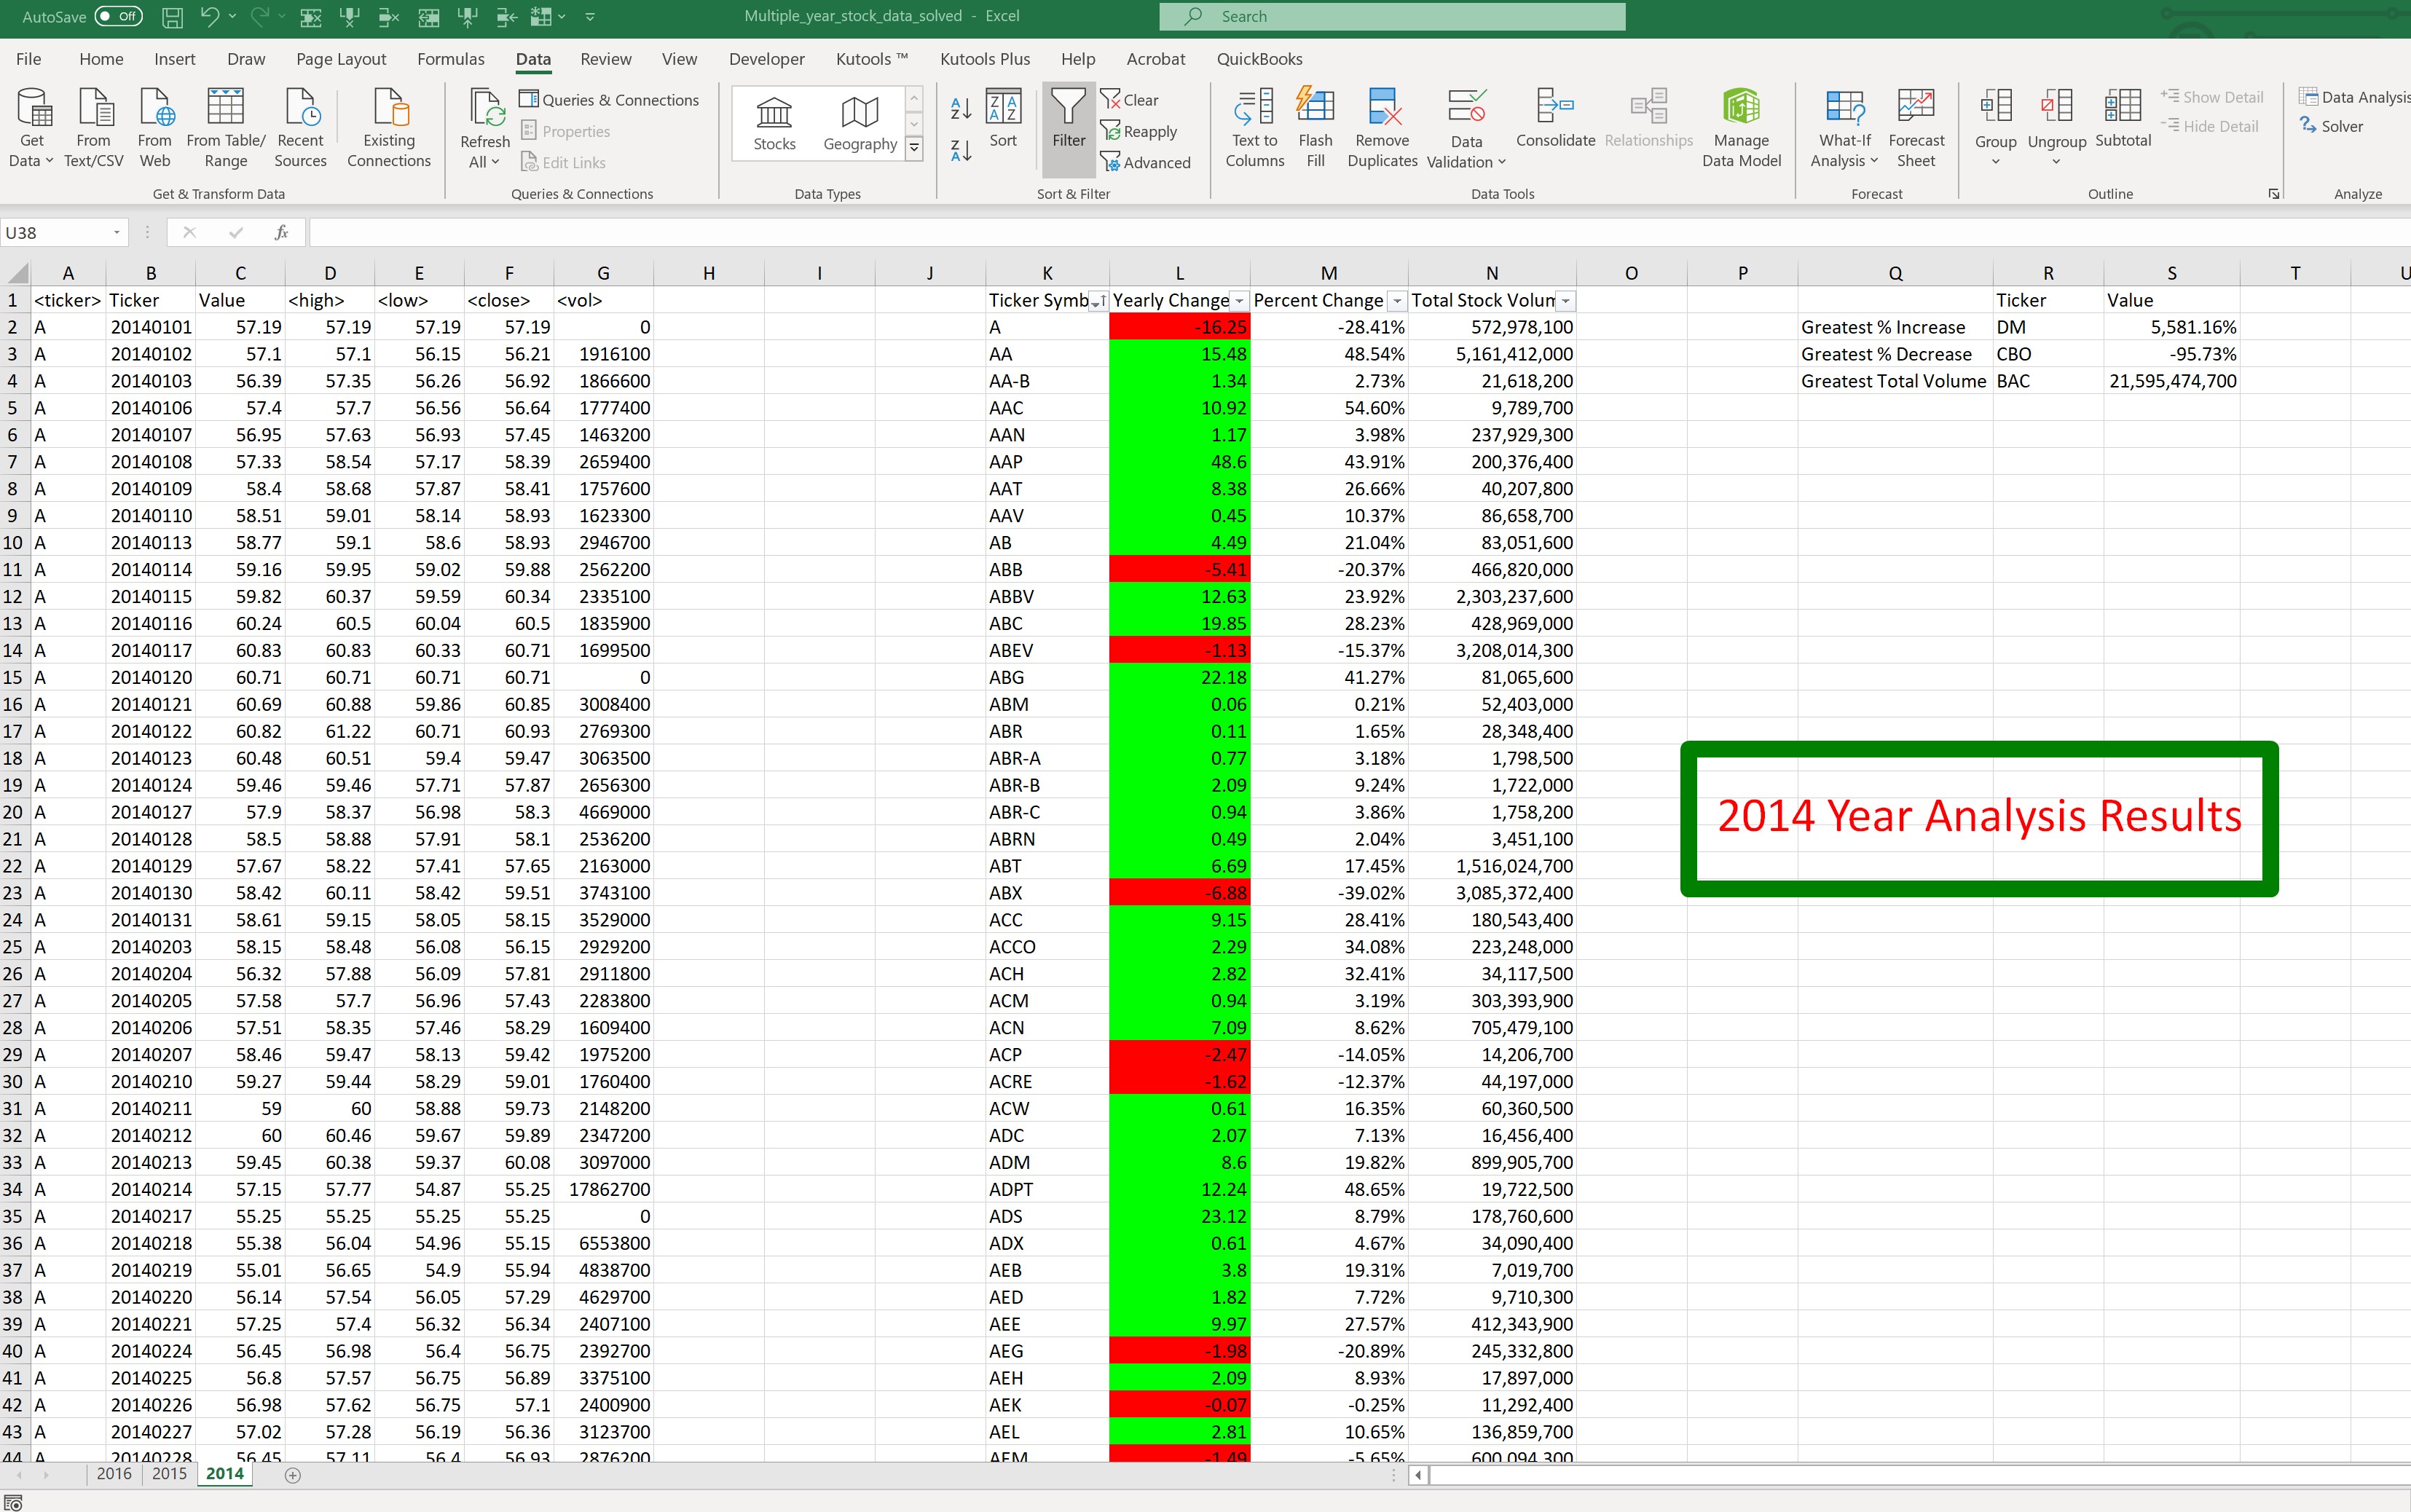 AutoSave Off Multiple_year_stock_data_solved - Excel Search
File Home Insert Draw Page Layout Formulas Data Review View Developer Kutools ™ Kutools Plus Help Acrobat QuickBooks
Get Data From Text/CSV From Web From Table/ Range Recent Sources Existing Connections
Get & Transform Data
Refresh All Queries & Connections
Properties
Edit Links
Queries & Connections
Stocks Geography
Data Types
Sort Filter Clear
Reapply
Advanced
Sort & Filter
Text to Columns Flash Fill Remove Duplicates Data Validation Consolidate Relationships Manage Data Model
Data Tools
What-If Analysis Forecast Sheet
Forecast
Group Ungroup Subtotal Show Detail
Hide Detail
Outline
Data Analysis
Solver
Analyze
U38 fx
A B C D E F G H I J K L M N O P Q R S T U
1 <ticker> Ticker Value <high> <low> <close> <vol> Ticker Symb Yearly Change Percent Change Total Stock Volum Ticker Value
2 A 20140101 57.19 57.19 57.19 57.19 0 A -16.25 -28.41% 572,978,100 Greatest % Increase DM 5,581.16%
3 A 20140102 57.1 57.1 56.15 56.21 1916100 AA 15.48 48.54% 5,161,412,000 Greatest % Decrease CBO -95.73%
4 A 20140103 56.39 57.35 56.26 56.92 1866600 AA-B 1.34 2.73% 21,618,200 Greatest Total Volume BAC 21,595,474,700
5 A 20140106 57.4 57.7 56.56 56.64 1777400 AAC 10.92 54.60% 9,789,700
6 A 20140107 56.95 57.63 56.93 57.45 1463200 AAN 1.17 3.98% 237,929,300
7 A 20140108 57.33 58.54 57.17 58.39 2659400 AAP 48.6 43.91% 200,376,400
8 A 20140109 58.4 58.68 57.87 58.41 1757600 AAT 8.38 26.66% 40,207,800
9 A 20140110 58.51 59.01 58.14 58.93 1623300 AAV 0.45 10.37% 86,658,700
10 A 20140113 58.77 59.1 58.6 58.93 2946700 AB 4.49 21.04% 83,051,600
11 A 20140114 59.16 59.95 59.02 59.88 2562200 ABB -5.41 -20.37% 466,820,000
12 A 20140115 59.82 60.37 59.59 60.34 2335100 ABBV 12.63 23.92% 2,303,237,600
13 A 20140116 60.24 60.5 60.04 60.5 1835900 ABC 19.85 28.23% 428,969,000
14 A 20140117 60.83 60.83 60.33 60.71 1699500 ABEV -1.13 -15.37% 3,208,014,300
15 A 20140120 60.71 60.71 60.71 60.71 0 ABG 22.18 41.27% 81,065,600
16 A 20140121 60.69 60.88 59.86 60.85 3008400 ABM 0.06 0.21% 52,403,000
17 A 20140122 60.82 61.22 60.71 60.93 2769300 ABR 0.11 1.65% 28,348,400
18 A 20140123 60.48 60.51 59.4 59.47 3063500 ABR-A 0.77 3.18% 1,798,500
19 A 20140124 59.46 59.46 57.71 57.87 2656300 ABR-B 2.09 9.24% 1,722,000
20 A 20140127 57.9 58.37 56.98 58.3 4669000 ABR-C 0.94 3.86% 1,758,200
2014 Year Analysis Results
21 A 20140128 58.5 58.88 57.91 58.1 2536200 ABRN 0.49 2.04% 3,451,100
22 A 20140129 57.67 58.22 57.41 57.65 2163000 ABT 6.69 17.45% 1,516,024,700
23 A 20140130 58.42 60.11 58.42 59.51 3743100 ABX -6.88 -39.02% 3,085,372,400
24 A 20140131 58.61 59.15 58.05 58.15 3529000 ACC 9.15 28.41% 180,543,400
25 A 20140203 58.15 58.48 56.08 56.15 2929200 ACCO 2.29 34.08% 223,248,000
26 A 20140204 56.32 57.88 56.09 57.81 2911800 ACH 2.82 32.41% 34,117,500
27 A 20140205 57.58 57.7 56.96 57.43 2283800 ACM 0.94 3.19% 303,393,900
28 A 20140206 57.51 58.35 57.46 58.29 1609400 ACN 7.09 8.62% 705,479,100
29 A 20140207 58.46 59.47 58.13 59.42 1975200 ACP -2.47 -14.05% 14,206,700
30 A 20140210 59.27 59.44 58.29 59.01 1760400 ACRE -1.62 -12.37% 44,197,000
31 A 20140211 59 60 58.88 59.73 2148200 ACW 0.61 16.35% 60,360,500
32 A 20140212 60 60.46 59.67 59.89 2347200 ADC 2.07 7.13% 16,456,400
33 A 20140213 59.45 60.38 59.37 60.08 3097000 ADM 8.6 19.82% 899,905,700
34 A 20140214 57.15 57.77 54.87 55.25 17862700 ADPT 12.24 48.65% 19,722,500
35 A 20140217 55.25 55.25 55.25 55.25 0 ADS 23.12 8.79% 178,760,600
36 A 20140218 55.38 56.04 54.96 55.15 6553800 ADX 0.61 4.67% 34,090,400
37 A 20140219 55.01 56.65 54.9 55.94 4838700 AEB 3.8 19.31% 7,019,700
38 A 20140220 56.14 57.54 56.05 57.29 4629700 AED 1.82 7.72% 9,710,300
39 A 20140221 57.25 57.4 56.32 56.34 2407100 AEE 9.97 27.57% 412,343,900
40 A 20140224 56.45 56.98 56.4 56.75 2392700 AEG -1.98 -20.89% 245,332,800
41 A 20140225 56.8 57.57 56.75 56.89 3375100 AEH 2.09 8.93% 17,897,000
42 A 20140226 56.98 57.62 56.75 57.1 2400900 AEK -0.07 -0.25% 11,292,400
43 A 20140227 57.02 57.28 56.19 56.36 3123700 AEL 2.81 10.65% 136,859,700
44 A 20140228 56.45 57.11 56.4 56.93 2876200 AEM -1.49 -5.65% 600,094,300
2016 2015 2014